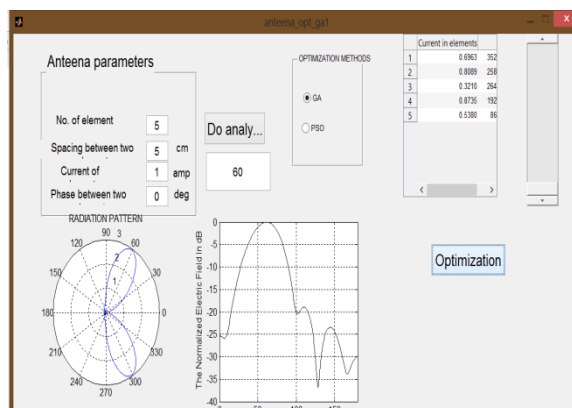 anteena_opt_ga1
Anteena parameters
No. of element 5
Spacing between two 5 cm
Current of 1 amp
Phase between two 0 deg
Do analy...
60
OPTIMIZATION METHODS
GA
PSO
Current in elements
1 0.6963 352
2 0.8089 258
3 0.3210 264
4 0.8735 192
5 0.5380 86
Optimization
RADIATION PATTERN
90 3
120 60
2
150 30
1
180 0
210 330
240 300
270
The Normalized Electric Field In dB
0
-5
-10
-15
-20
-25
-30
-35
-40
0 50 100 150